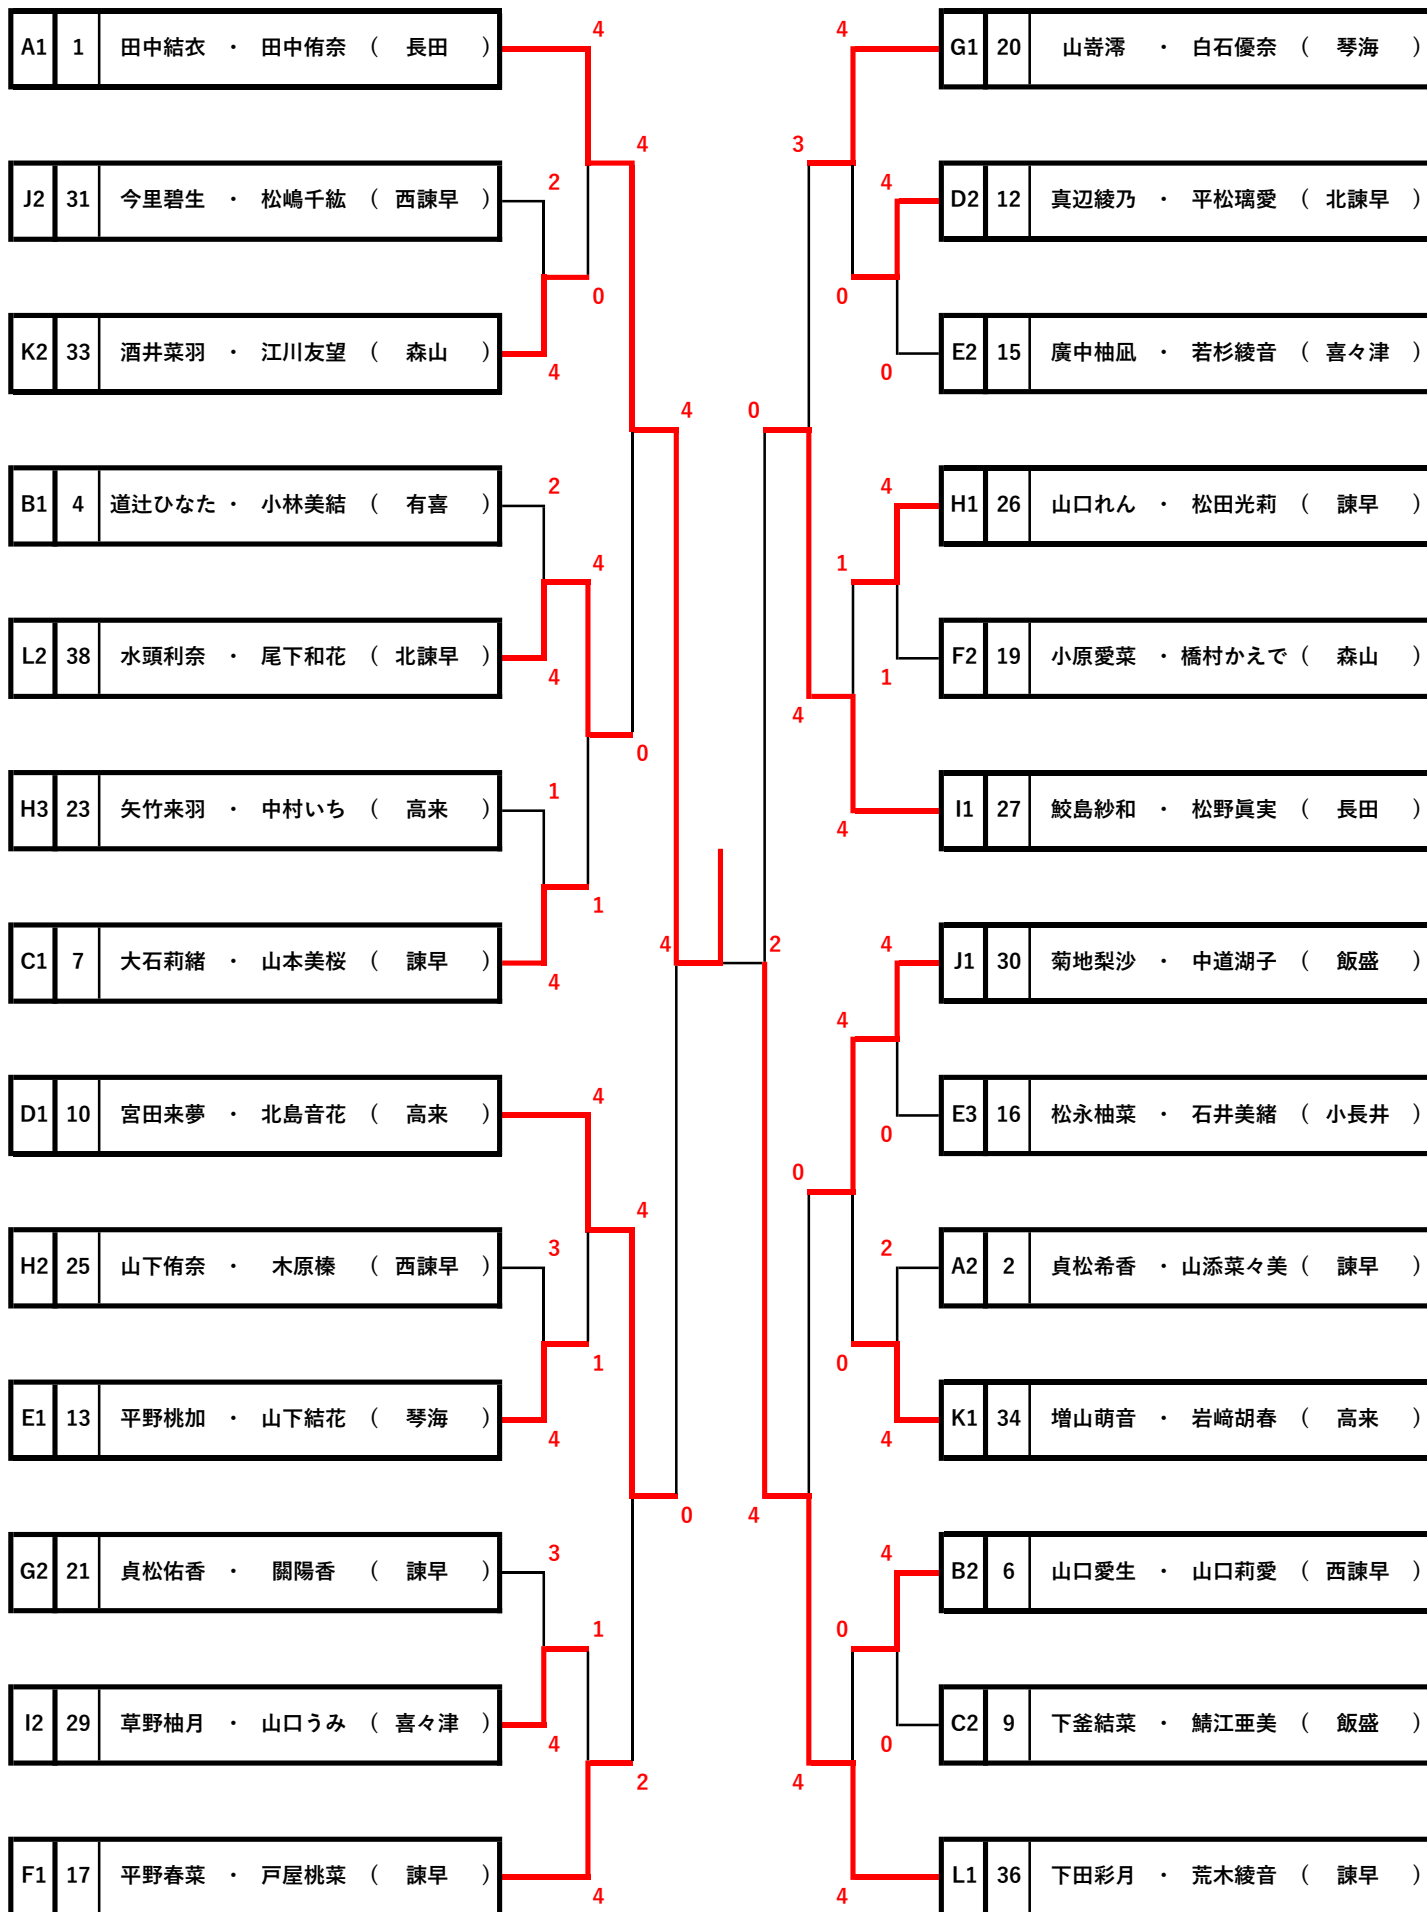 A1 1 田中結衣 ・ 田中侑奈 ( 長田 )
J2 31 今里碧生 ・ 松嶋千紘 ( 西諫早 )
K2 33 酒井菜羽 ・ 江川友望 ( 森山 )
B1 4 道辻ひなた ・ 小林美結 ( 有喜 )
L2 38 水頭利奈 ・ 尾下和花 ( 北諫早 )
H3 23 矢竹来羽 ・ 中村いち ( 高来 )
C1 7 大石莉緒 ・ 山本美桜 ( 諫早 )
D1 10 宮田来夢 ・ 北島音花 ( 高来 )
H2 25 山下侑奈 ・ 木原榛 ( 西諫早 )
E1 13 平野桃加 ・ 山下結花 ( 琴海 )
G2 21 貞松佑香 ・ 關陽香 ( 諫早 )
I2 29 草野柚月 ・ 山口うみ ( 喜々津 )
F1 17 平野春菜 ・ 戸屋桃菜 ( 諫早 )
4
2
4
0
4
2
4
4
0
1
1
4
4
4
4
3
4
1
0
3
1
4
2
4
4
2
4
3
4
0
0
0
4
1
4
1
4
4
4
0
0
2
0
4
4
4
0
0
4
4
G1 20 山嵜澪 ・ 白石優奈 ( 琴海 )
D2 12 真辺綾乃 ・ 平松璃愛 ( 北諫早 )
E2 15 廣中柚凪 ・ 若杉綾音 ( 喜々津 )
H1 26 山口れん ・ 松田光莉 ( 諫早 )
F2 19 小原愛菜 ・ 橋村かえで ( 森山 )
I1 27 鮫島紗和 ・ 松野眞実 ( 長田 )
J1 30 菊地梨沙 ・ 中道湖子 ( 飯盛 )
E3 16 松永柚菜 ・ 石井美緒 ( 小長井 )
A2 2 貞松希香 ・ 山添菜々美 ( 諫早 )
K1 34 増山萌音 ・ 岩﨑胡春 ( 高来 )
B2 6 山口愛生 ・ 山口莉愛 ( 西諫早 )
C2 9 下釜結菜 ・ 鯖江亜美 ( 飯盛 )
L1 36 下田彩月 ・ 荒木綾音 ( 諫早 )